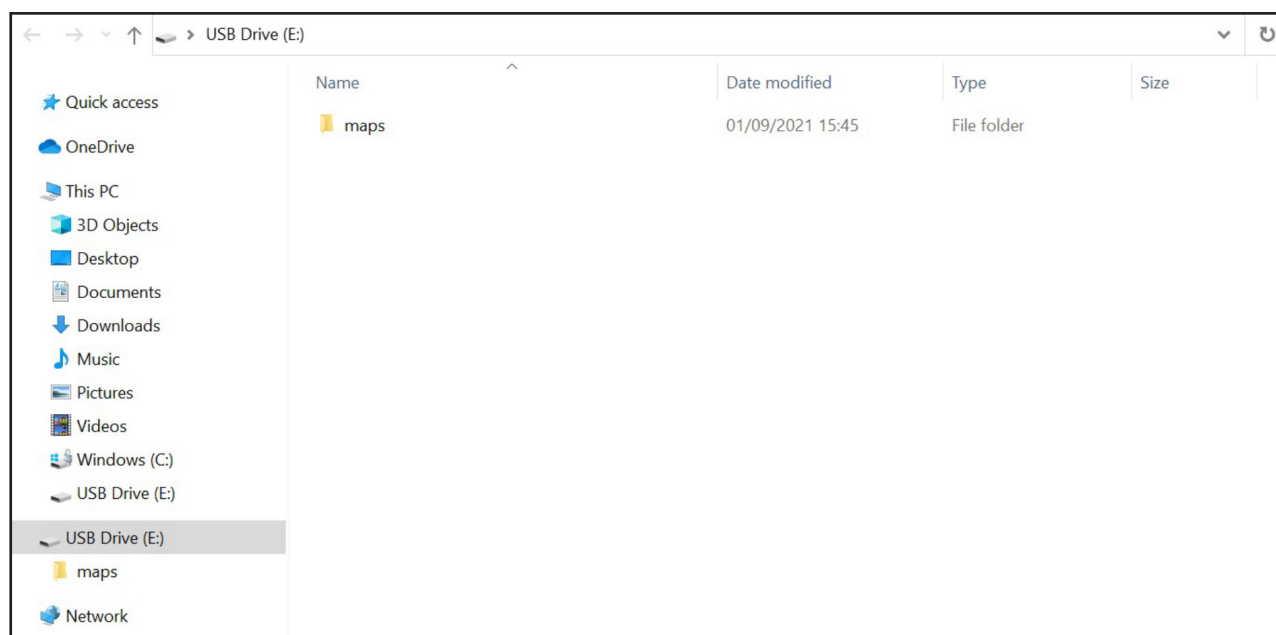 USB Drive (E:)
Name Date modified Type Size
maps 01/09/2021 15:45 File folder
Quick access
OneDrive
This PC
3D Objects
Desktop
Documents
Downloads
Music
Pictures
Videos
Windows (C:)
USB Drive (E:)
USB Drive (E:)
maps
Network